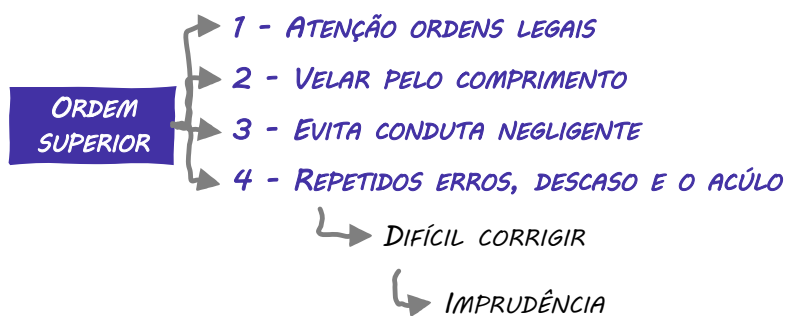 Ordem
superior
1 - Atenção ordens legais
2 - Velar pelo comprimento
3 - Evita conduta negligente
4 - Repetidos erros, descaso e o acúlo
Difícil corrigir
Imprudência